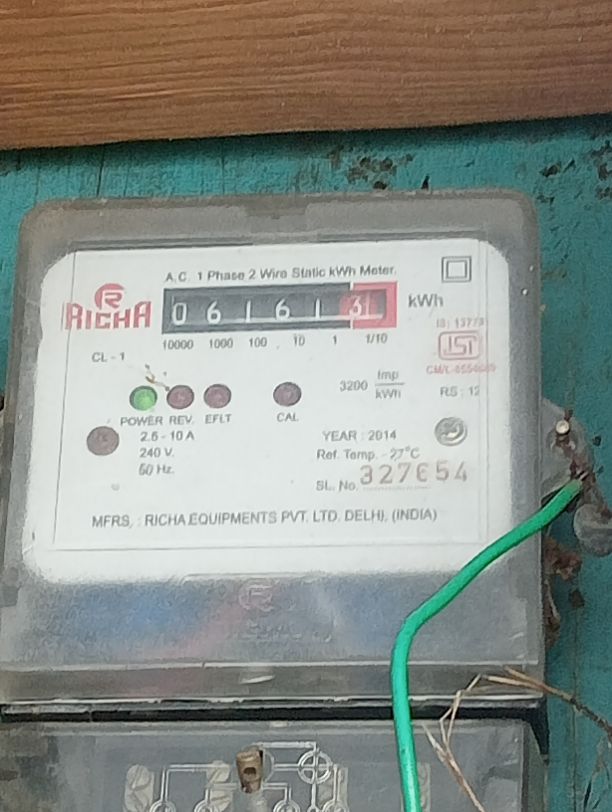 A.C. 1 Phase 2 Wire Static kWh Meter.
R
RICHA
0 6 1 6 1 3
kWh
10000 1000 100 10 1 1/10
IS: 13779
ISI
CL-1
3200 Imp/kWh
RS: 12
POWER REV. EFLT CAL
2.5 - 10 A
240 V.
50 Hz.
YEAR: 2014
Ref. Temp. - 27°C
SL. No. 327654
MFRS. : RICHA EQUIPMENTS PVT. LTD. DELHI. (INDIA)